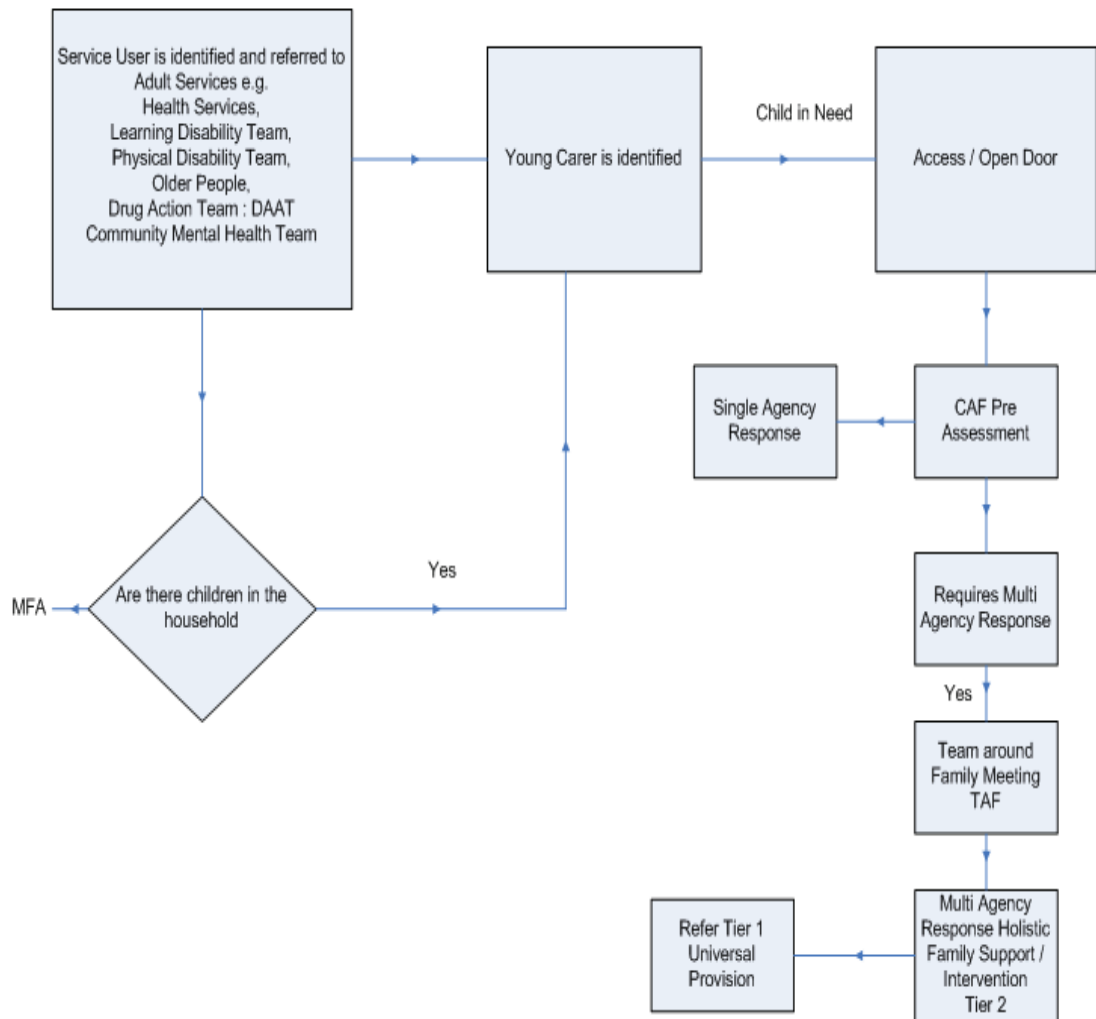 Service User is identified and referred to
Adult Services e.g.
Health Services,
Learning Disability Team,
Physical Disability Team,
Older People,
Drug Action Team : DAAT
Community Mental Health Team
Young Carer is identified
Child in Need
Access / Open Door
Single Agency
Response
CAF Pre
Assessment
MFA
Are there children in the
household
Yes
Requires Multi
Agency Response
Yes
Team around
Family Meeting
TAF
Refer Tier 1
Universal
Provision
Multi Agency
Response Holistic
Family Support /
Intervention
Tier 2